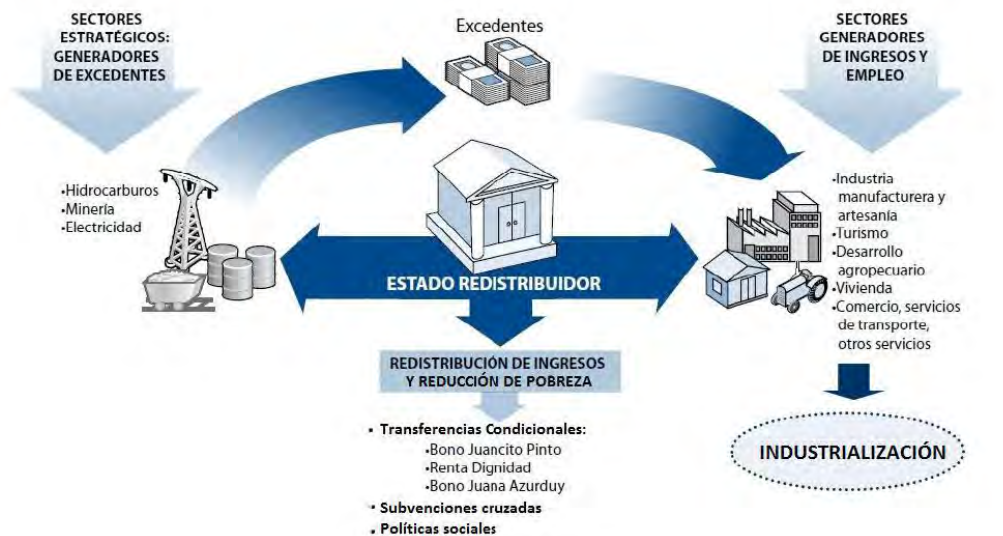 SECTORES
ESTRATÉGICOS:
GENERADORES
DE EXCEDENTES
Excedentes
SECTORES
GENERADORES
DE INGRESOS Y
EMPLEO
•Hidrocarburos
•Minería
•Electricidad
•Industria
manufacturera y
artesanía
•Turismo
•Desarrollo
agropecuario
•Vivienda
•Comercio, servicios
de transporte,
otros servicios
ESTADO REDISTRIBUIDOR
REDISTRIBUCIÓN DE INGRESOS
Y REDUCCIÓN DE POBREZA
• Transferencias Condicionales:
•Bono Juancito Pinto
•Renta Dignidad
•Bono Juana Azurduy
• Subvenciones cruzadas
• Políticas sociales
INDUSTRIALIZACIÓN